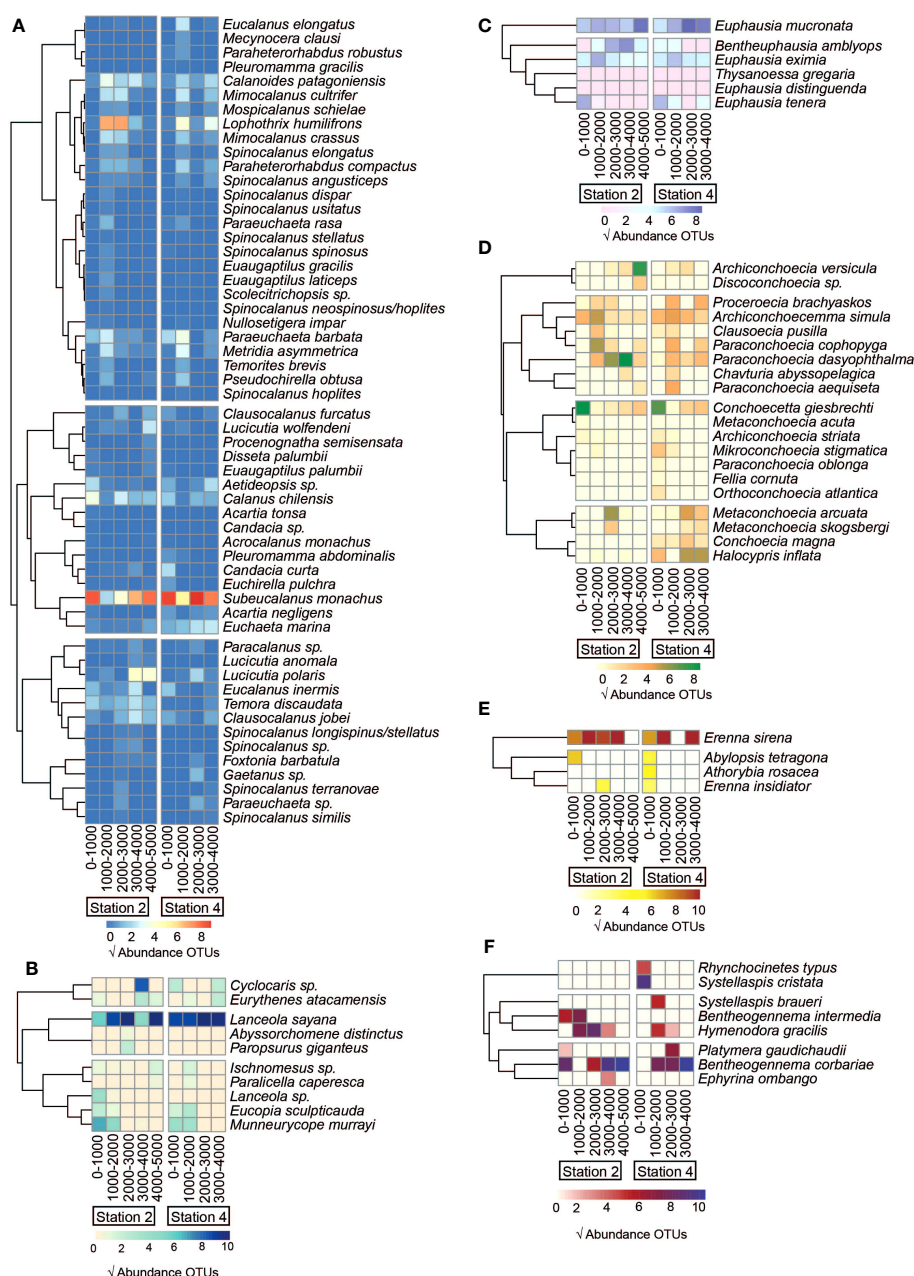 A
Eucalanus elongatus
Mecynocera clausi
Paraheterorhabdus robustus
Pleuromamma gracilis
Calanoides patagoniensis
Mimocalanus cultrifer
Mospicalanus schielae
Lophothrix humilifrons
Mimocalanus crassus
Spinocalanus elongatus
Paraheterorhabdus compactus
Spinocalanus angusticeps
Spinocalanus dispar
Spinocalanus usitatus
Paraeuchaeta rasa
Spinocalanus stellatus
Spinocalanus spinosus
Euaugaptilus gracilis
Euaugaptilus laticeps
Scolecitrichopsis sp.
Spinocalanus neospinosus/hoplites
Nullosetigera impar
Paraeuchaeta barbata
Metridia asymmetrica
Temorites brevis
Pseudochirella obtusa
Spinocalanus hoplites
Clausocalanus furcatus
Lucicutia wolfendeni
Procenognatha semisensata
Disseta palumbii
Euaugaptilus palumbii
Aetideopsis sp.
Calanus chilensis
Acartia tonsa
Candacia sp.
Acrocalanus monachus
Pleuromamma abdominalis
Candacia curta
Euchirella pulchra
Subeucalanus monachus
Acartia negligens
Euchaeta marina
Paracalanus sp.
Lucicutia anomala
Lucicutia polaris
Eucalanus inermis
Temora discaudata
Clausocalanus jobei
Spinocalanus longispinus/stellatus
Spinocalanus sp.
Foxtonia barbatula
Gaetanus sp.
Spinocalanus terranovae
Paraeuchaeta sp.
Spinocalanus similis
0-1000
1000-2000
2000-3000
3000-4000
4000-5000
0-1000
1000-2000
2000-3000
3000-4000
Station 2
Station 4
0 2 4 6 8
√ Abundance OTUs
B
Cyclocaris sp.
Eurythenes atacamensis
Lanceola sayana
Abyssorchomene distinctus
Paropsurus giganteus
Ischnomesus sp.
Paralicella caperesca
Lanceola sp.
Eucopia sculpticauda
Munneurycope murrayi
0-1000
1000-2000
2000-3000
3000-4000
4000-5000
0-1000
1000-2000
2000-3000
3000-4000
Station 2
Station 4
0 2 4 6 8 10
√ Abundance OTUs
C
Euphausia mucronata
Bentheuphausia amblyops
Euphausia eximia
Thysanoessa gregaria
Euphausia distinguenda
Euphausia tenera
0-1000
1000-2000
2000-3000
3000-4000
4000-5000
0-1000
1000-2000
2000-3000
3000-4000
Station 2
Station 4
0 2 4 6 8
√ Abundance OTUs
D
Archiconchoecia versicula
Discoconchoecia sp.
Proceroecia brachyaskos
Archiconchoecemma simula
Clausoecia pusilla
Paraconchoecia cophopyga
Paraconchoecia dasyophthalma
Chavturia abyssopelagica
Paraconchoecia aequiseta
Conchoecetta giesbrechti
Metaconchoecia acuta
Archiconchoecia striata
Mikroconchoecia stigmatica
Paraconchoecia oblonga
Fellia cornuta
Orthoconchoecia atlantica
Metaconchoecia arcuata
Metaconchoecia skogsbergi
Conchoecia magna
Halocypris inflata
0-1000
1000-2000
2000-3000
3000-4000
4000-5000
0-1000
1000-2000
2000-3000
3000-4000
Station 2
Station 4
0 2 4 6 8
√ Abundance OTUs
E
Erenna sirena
Abylopsis tetragona
Athorybia rosacea
Erenna insidiator
0-1000
1000-2000
2000-3000
3000-4000
4000-5000
0-1000
1000-2000
2000-3000
3000-4000
Station 2
Station 4
0 2 4 6 8 10
√ Abundance OTUs
F
Rhynchocinetes typus
Systellaspis cristata
Systellaspis braueri
Bentheogennema intermedia
Hymenodora gracilis
Platymera gaudichaudii
Bentheogennema corbariae
Ephyrina ombango
0-1000
1000-2000
2000-3000
3000-4000
4000-5000
0-1000
1000-2000
2000-3000
3000-4000
Station 2
Station 4
0 2 4 6 8 10
√ Abundance OTUs